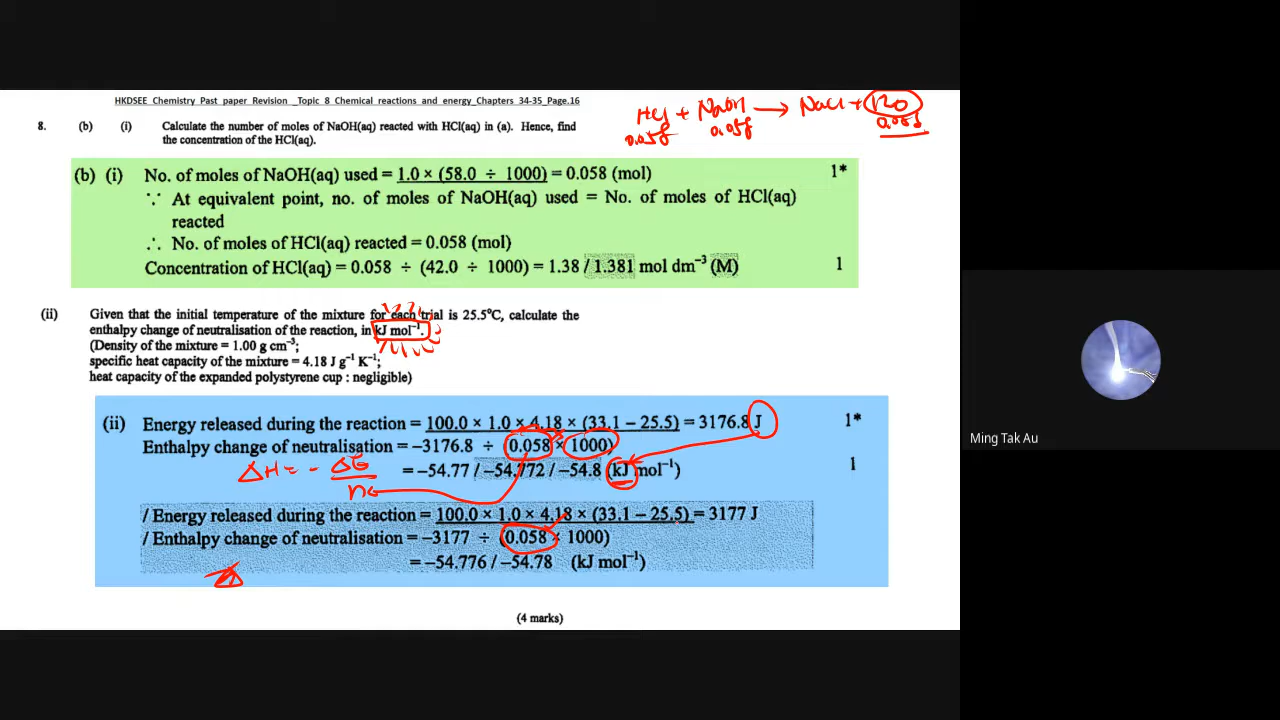 HKDSEE Chemistry Past paper Revision _Topic 8 Chemical reactions and energy_Chapters 34-35_Page.16
HCl + NaOH → NaCl + H₂O
0.058 0.058 0.058
8. (b) (i) Calculate the number of moles of NaOH(aq) reacted with HCl(aq) in (a). Hence, find
the concentration of the HCl(aq).
(b) (i) No. of moles of NaOH(aq) used = 1.0 × (58.0 ÷ 1000) = 0.058 (mol) 1*
∵ At equivalent point, no. of moles of NaOH(aq) used = No. of moles of HCl(aq)
reacted
∴ No. of moles of HCl(aq) reacted = 0.058 (mol)
Concentration of HCl(aq) = 0.058 ÷ (42.0 ÷ 1000) = 1.38 / 1.381 mol dm⁻³ (M) 1
(ii) Given that the initial temperature of the mixture for each trial is 25.5°C, calculate the
enthalpy change of neutralisation of the reaction, in kJ mol⁻¹.
(Density of the mixture = 1.00 g cm⁻³;
specific heat capacity of the mixture = 4.18 J g⁻¹ K⁻¹;
heat capacity of the expanded polystyrene cup : negligible)
(ii) Energy released during the reaction = 100.0 × 1.0 × 4.18 × (33.1 – 25.5) = 3176.8 J 1*
Enthalpy change of neutralisation = –3176.8 ÷ (0.058 × 1000)
= –54.77 / –54.772 / –54.8 (kJ mol⁻¹) 1
ΔH = - ΔE
n
/ Energy released during the reaction = 100.0 × 1.0 × 4.18 × (33.1 – 25.5) = 3177 J
/ Enthalpy change of neutralisation = –3177 ÷ (0.058 × 1000)
= –54.776 / –54.78 (kJ mol⁻¹)
(4 marks)
Ming Tak Au